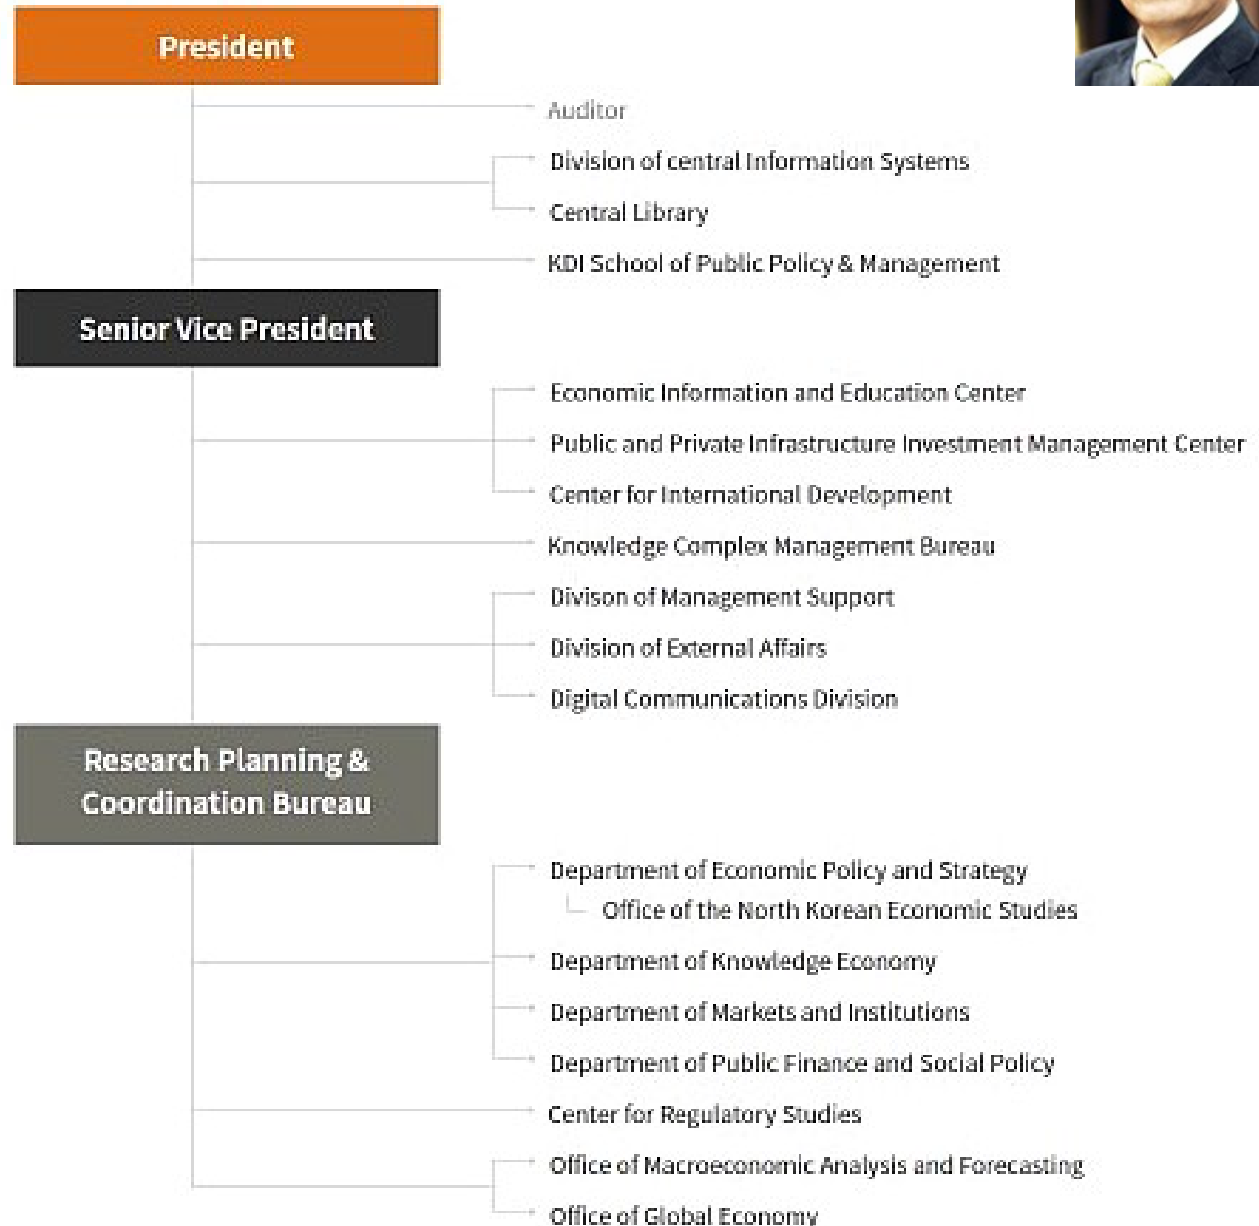 President
Auditor
Division of central Information Systems
Central Library
KDI School of Public Policy & Management
Senior Vice President
Economic Information and Education Center
Public and Private Infrastructure Investment Management Center
Center for International Development
Knowledge Complex Management Bureau
Divison of Management Support
Division of External Affairs
Digital Communications Division
Research Planning &
Coordination Bureau
Department of Economic Policy and Strategy
Office of the North Korean Economic Studies
Department of Knowledge Economy
Department of Markets and Institutions
Department of Public Finance and Social Policy
Center for Regulatory Studies
Office of Macroeconomic Analysis and Forecasting
Office of Global Economy